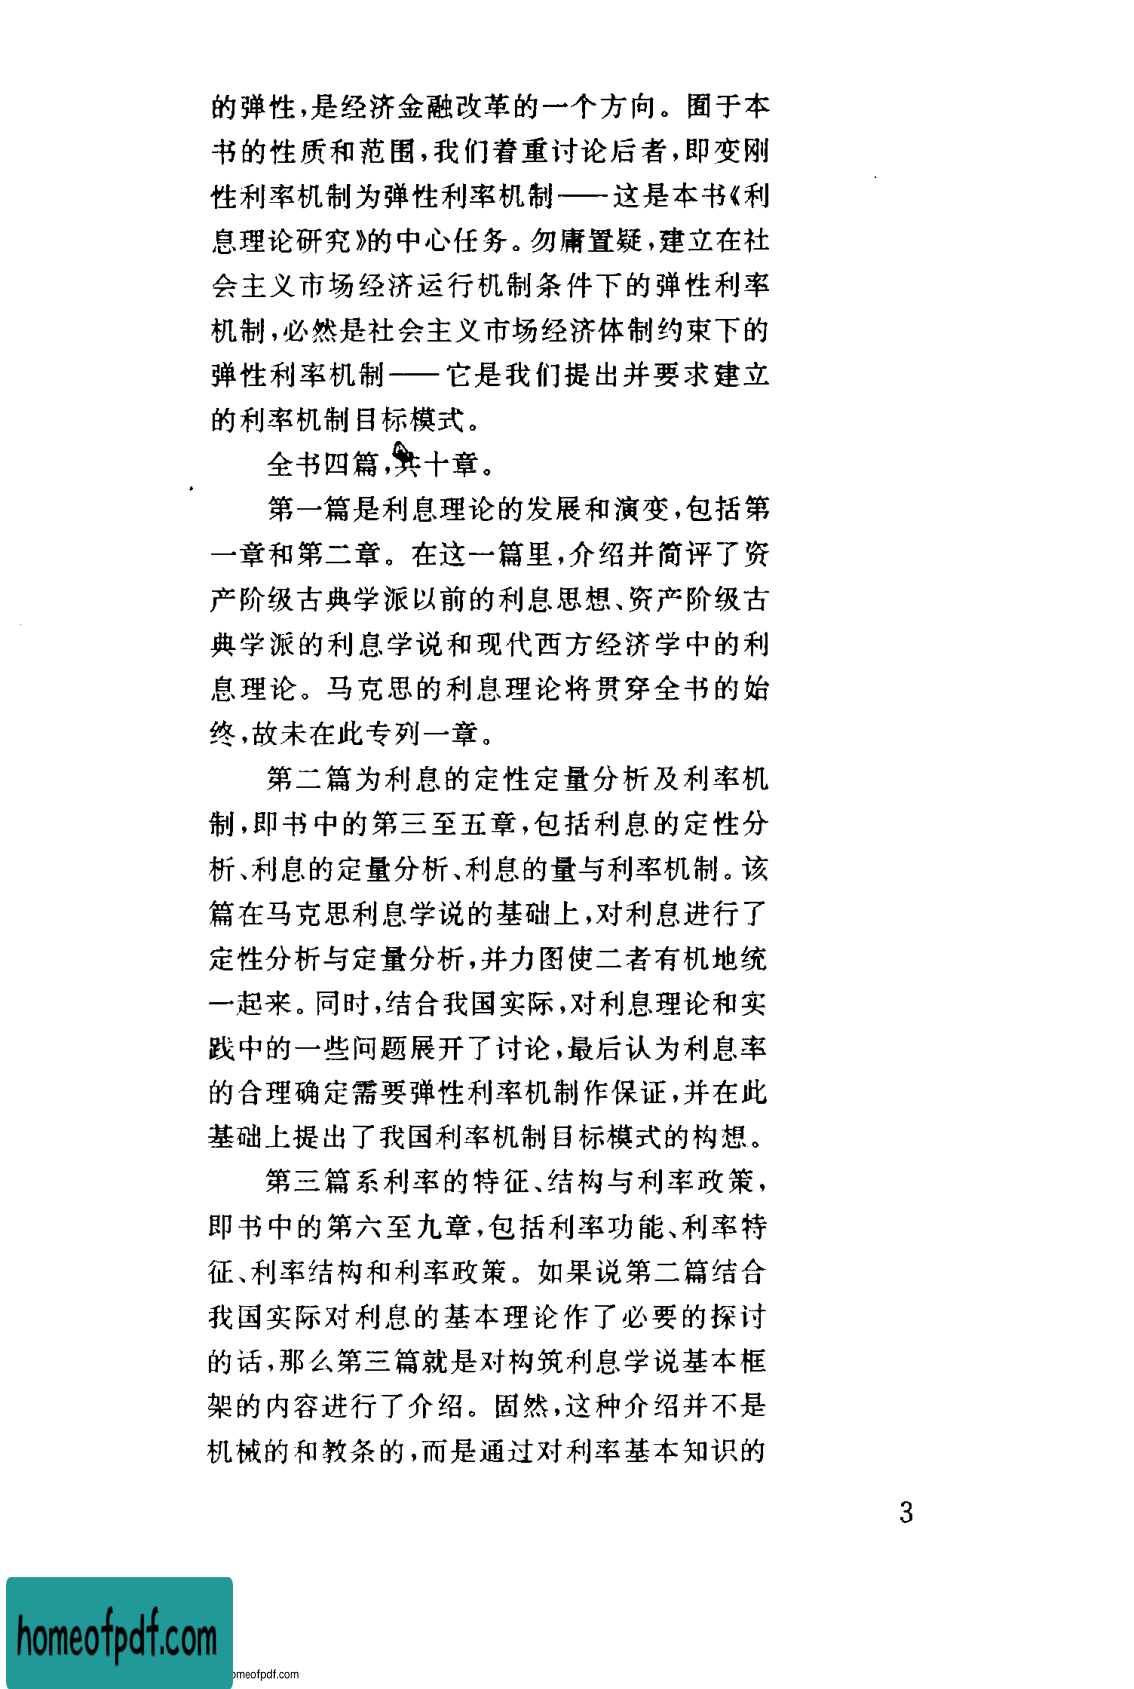 的弹性,是经济金融改革的一个方向。囿于本
书的性质和范围,我们着重讨论后者,即变刚
性利率机制为弹性利率机制——这是本书《利
息理论研究》的中心任务。勿庸置疑,建立在社
会主义市场经济运行机制条件下的弹性利率
机制,必然是社会主义市场经济体制约束下的
弹性利率机制——它是我们提出并要求建立
的利率机制目标模式。
全书四篇,共十章。
第一篇是利息理论的发展和演变,包括第
一章和第二章。在这一篇里,介绍并简评了资
产阶级古典学派以前的利息思想、资产阶级古
典学派的利息学说和现代西方经济学中的利
息理论。马克思的利息理论将贯穿全书的始
终,故未在此专列一章。
第二篇为利息的定性定量分析及利率机
制,即书中的第三至五章,包括利息的定性分
析、利息的定量分析、利息的量与利率机制。该
篇在马克思利息学说的基础上,对利息进行了
定性分析与定量分析,并力图使二者有机地统
一起来。同时,结合我国实际,对利息理论和实
践中的一些问题展开了讨论,最后认为利息率
的合理确定需要弹性利率机制作保证,并在此
基础上提出了我国利率机制目标模式的构想。
第三篇系利率的特征、结构与利率政策,
即书中的第六至九章,包括利率功能、利率特
征、利率结构和利率政策。如果说第二篇结合
我国实际对利息的基本理论作了必要的探讨
的话,那么第三篇就是对构筑利息学说基本框
架的内容进行了介绍。固然,这种介绍并不是
机械的和教条的,而是通过对利率基本知识的
3
homeofpdf.com
omeofpdf.com